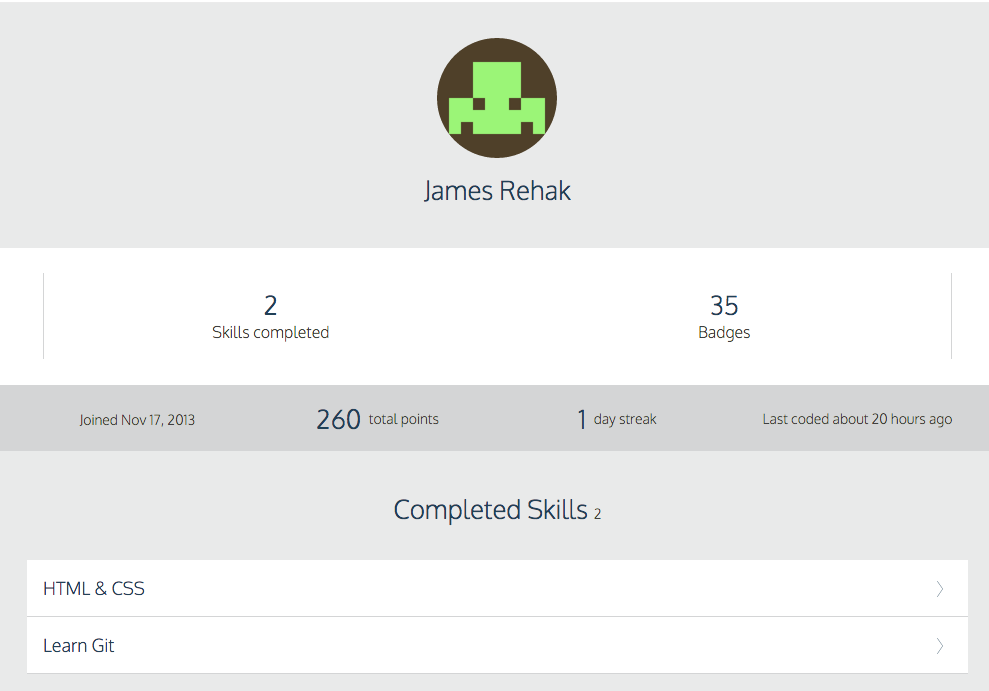 James Rehak
2
Skills completed
35
Badges
Joined Nov 17, 2013
260 total points
1 day streak
Last coded about 20 hours ago
Completed Skills 2
HTML & CSS
Learn Git